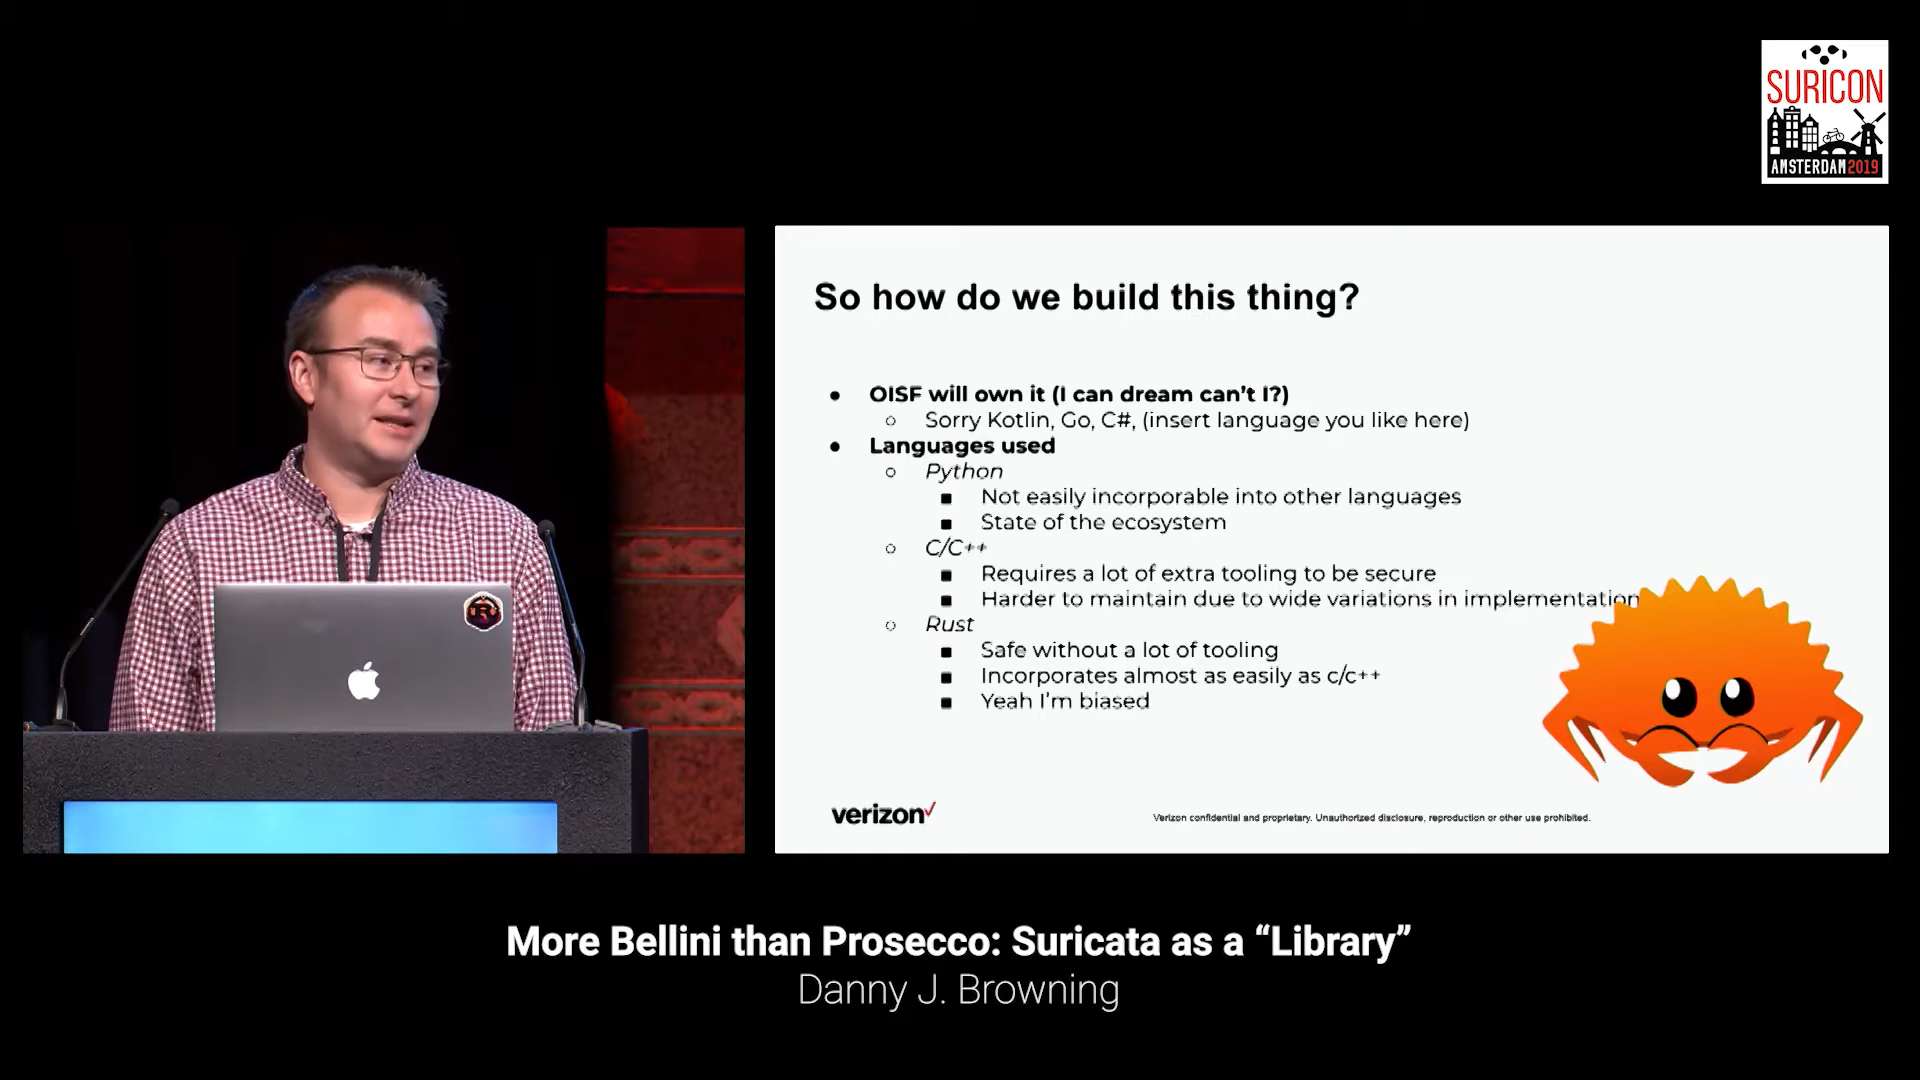 SURICON
AMSTERDAM 2019
So how do we build this thing?
● OISF will own it (I can dream can't I?)
○ Sorry Kotlin, Go, C#, (insert language you like here)
● Languages used
○ Python
■ Not easily incorporable into other languages
■ State of the ecosystem
○ C/C++
■ Requires a lot of extra tooling to be secure
■ Harder to maintain due to wide variations in implementation
○ Rust
■ Safe without a lot of tooling
■ Incorporates almost as easily as c/c++
■ Yeah I'm biased
verizon✓
Verizon confidential and proprietary. Unauthorized disclosure, reproduction or other use prohibited.
R
More Bellini than Prosecco: Suricata as a “Library”
Danny J. Browning